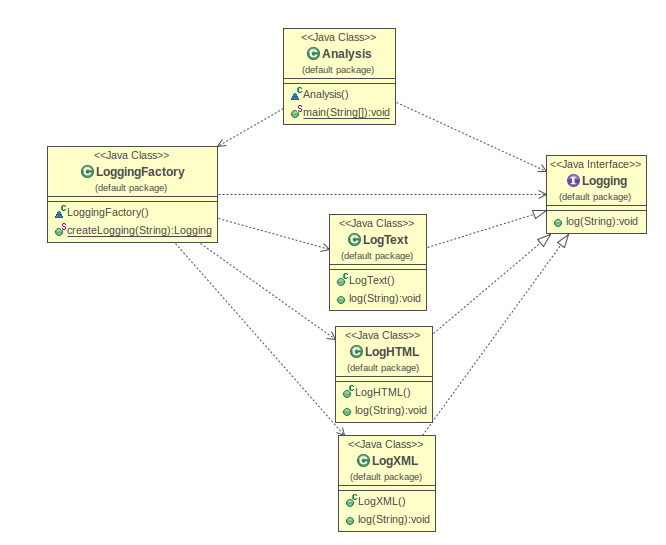 <<Java Class>>
Analysis
(default package)
Analysis()
main(String[]):void
<<Java Class>>
LoggingFactory
(default package)
LoggingFactory()
createLogging(String):Logging
<<Java Interface>>
Logging
(default package)
log(String):void
<<Java Class>>
LogText
(default package)
LogText()
log(String):void
<<Java Class>>
LogHTML
(default package)
LogHTML()
log(String):void
<<Java Class>>
LogXML
(default package)
LogXML()
log(String):void